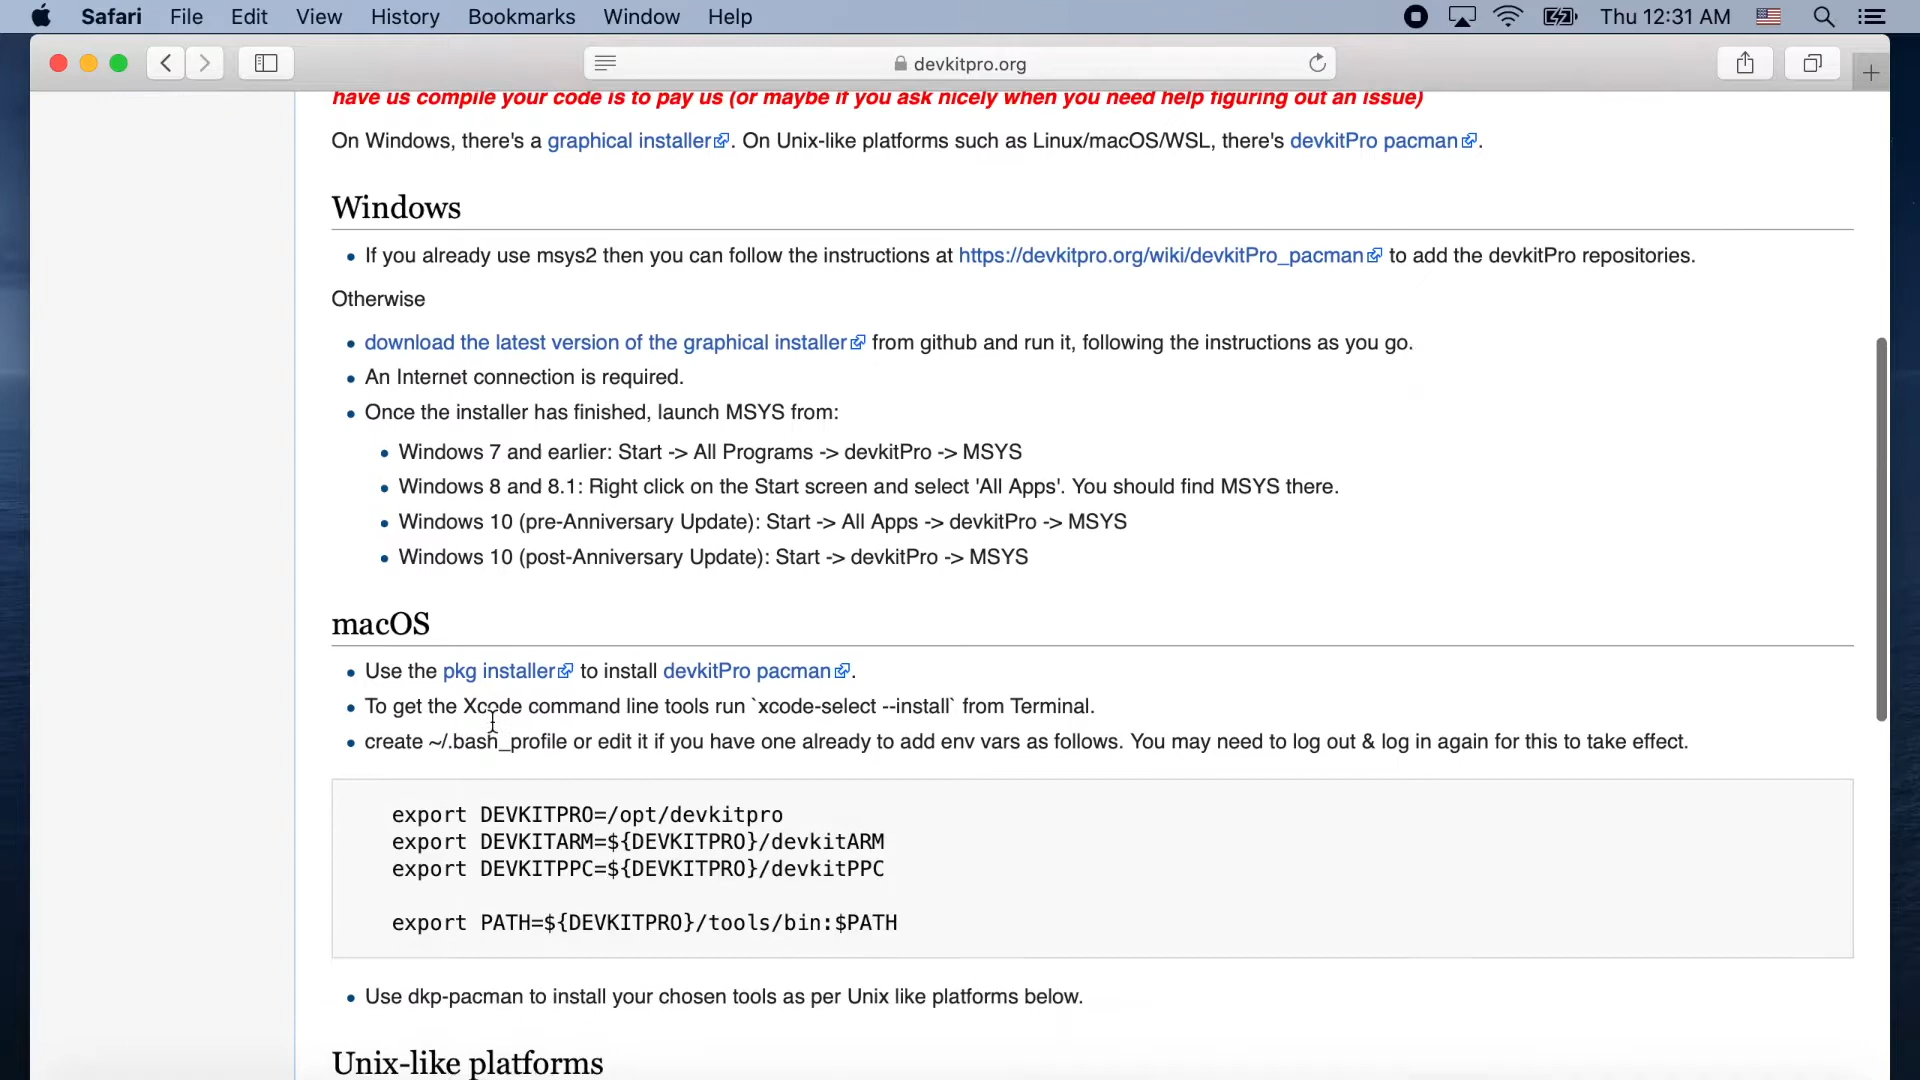 Safari File Edit View History Bookmarks Window Help Thu 12:31 AM
devkitpro.org
have us compile your code is to pay us (or maybe if you ask nicely when you need help figuring out an issue)
On Windows, there's a graphical installer. On Unix-like platforms such as Linux/macOS/WSL, there's devkitPro pacman.
Windows
If you already use msys2 then you can follow the instructions at https://devkitpro.org/wiki/devkitPro_pacman to add the devkitPro repositories.
Otherwise
download the latest version of the graphical installer from github and run it, following the instructions as you go.
An Internet connection is required.
Once the installer has finished, launch MSYS from:
Windows 7 and earlier: Start -> All Programs -> devkitPro -> MSYS
Windows 8 and 8.1: Right click on the Start screen and select 'All Apps'. You should find MSYS there.
Windows 10 (pre-Anniversary Update): Start -> All Apps -> devkitPro -> MSYS
Windows 10 (post-Anniversary Update): Start -> devkitPro -> MSYS
macOS
Use the pkg installer to install devkitPro pacman.
To get the Xcode command line tools run `xcode-select --install` from Terminal.
create ~/.bash_profile or edit it if you have one already to add env vars as follows. You may need to log out & log in again for this to take effect.
export DEVKITPRO=/opt/devkitpro
export DEVKITARM=${DEVKITPRO}/devkitARM
export DEVKITPPC=${DEVKITPRO}/devkitPPC
export PATH=${DEVKITPRO}/tools/bin:$PATH
Use dkp-pacman to install your chosen tools as per Unix like platforms below.
Unix-like platforms